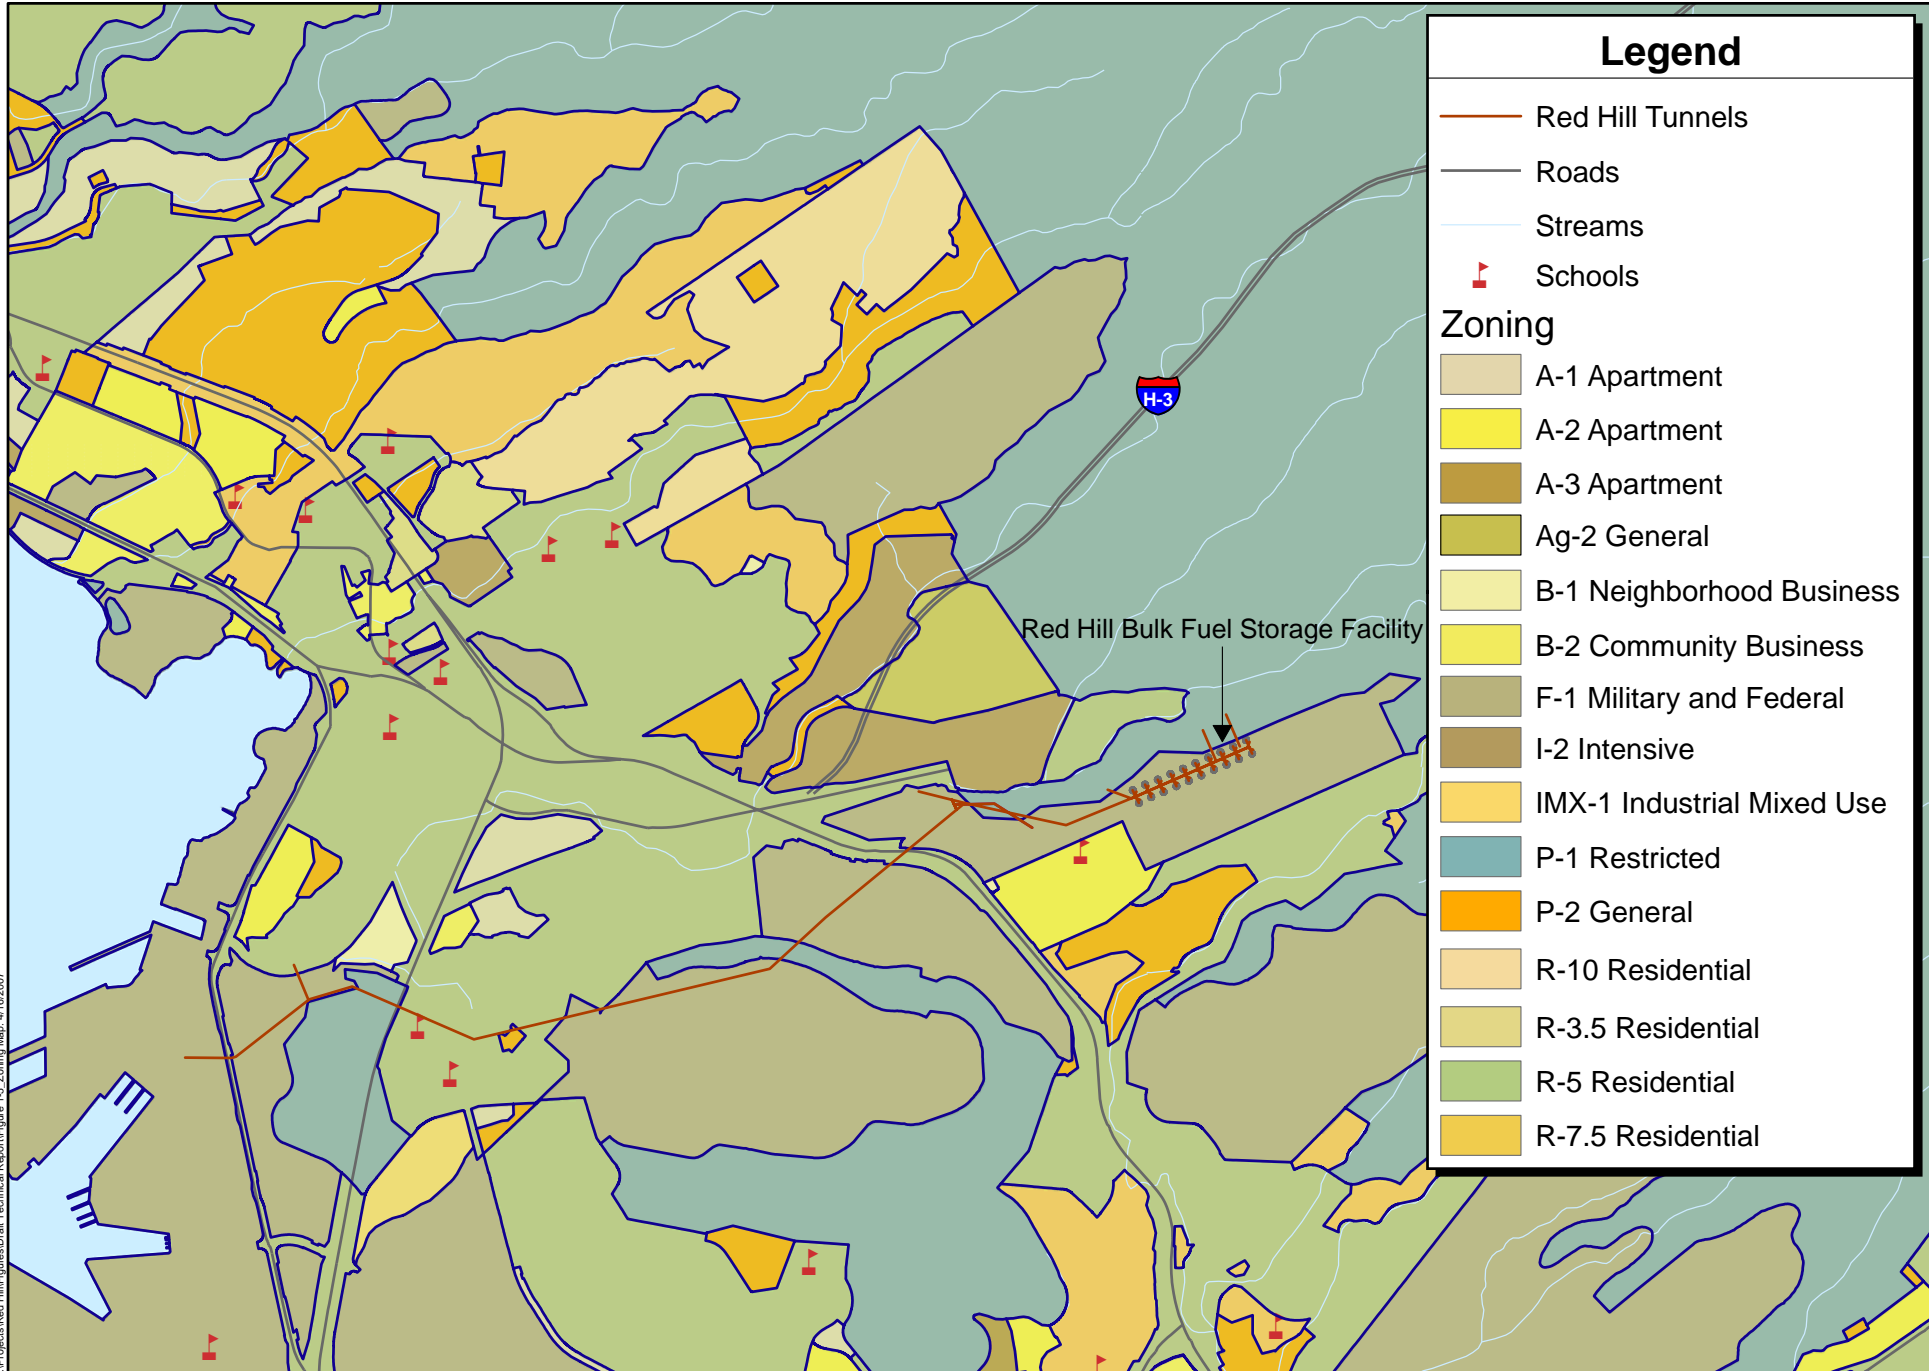 Legend
Red Hill Tunnels
Roads
Streams
Schools
Zoning
A-1 Apartment
A-2 Apartment
A-3 Apartment
Ag-2 General
B-1 Neighborhood Business
B-2 Community Business
F-1 Military and Federal
I-2 Intensive
IMX-1 Industrial Mixed Use
P-1 Restricted
P-2 General
R-10 Residential
R-3.5 Residential
R-5 Residential
R-7.5 Residential
H-3
Red Hill Bulk Fuel Storage Facility